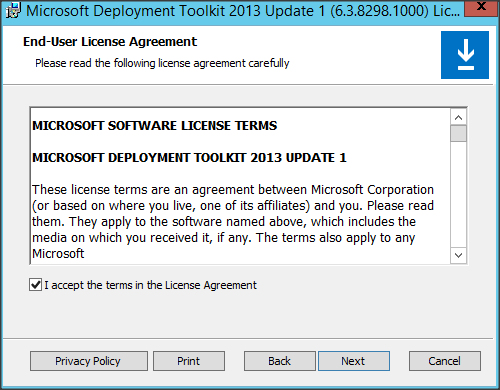 Microsoft Deployment Toolkit 2013 Update 1 (6.3.8298.1000) Lic...
End-User License Agreement
Please read the following license agreement carefully
MICROSOFT SOFTWARE LICENSE TERMS
MICROSOFT DEPLOYMENT TOOLKIT 2013 UPDATE 1
These license terms are an agreement between Microsoft Corporation
(or based on where you live, one of its affiliates) and you. Please read
them. They apply to the software named above, which includes the
media on which you received it, if any. The terms also apply to any
Microsoft
I accept the terms in the License Agreement
Privacy Policy Print Back Next Cancel